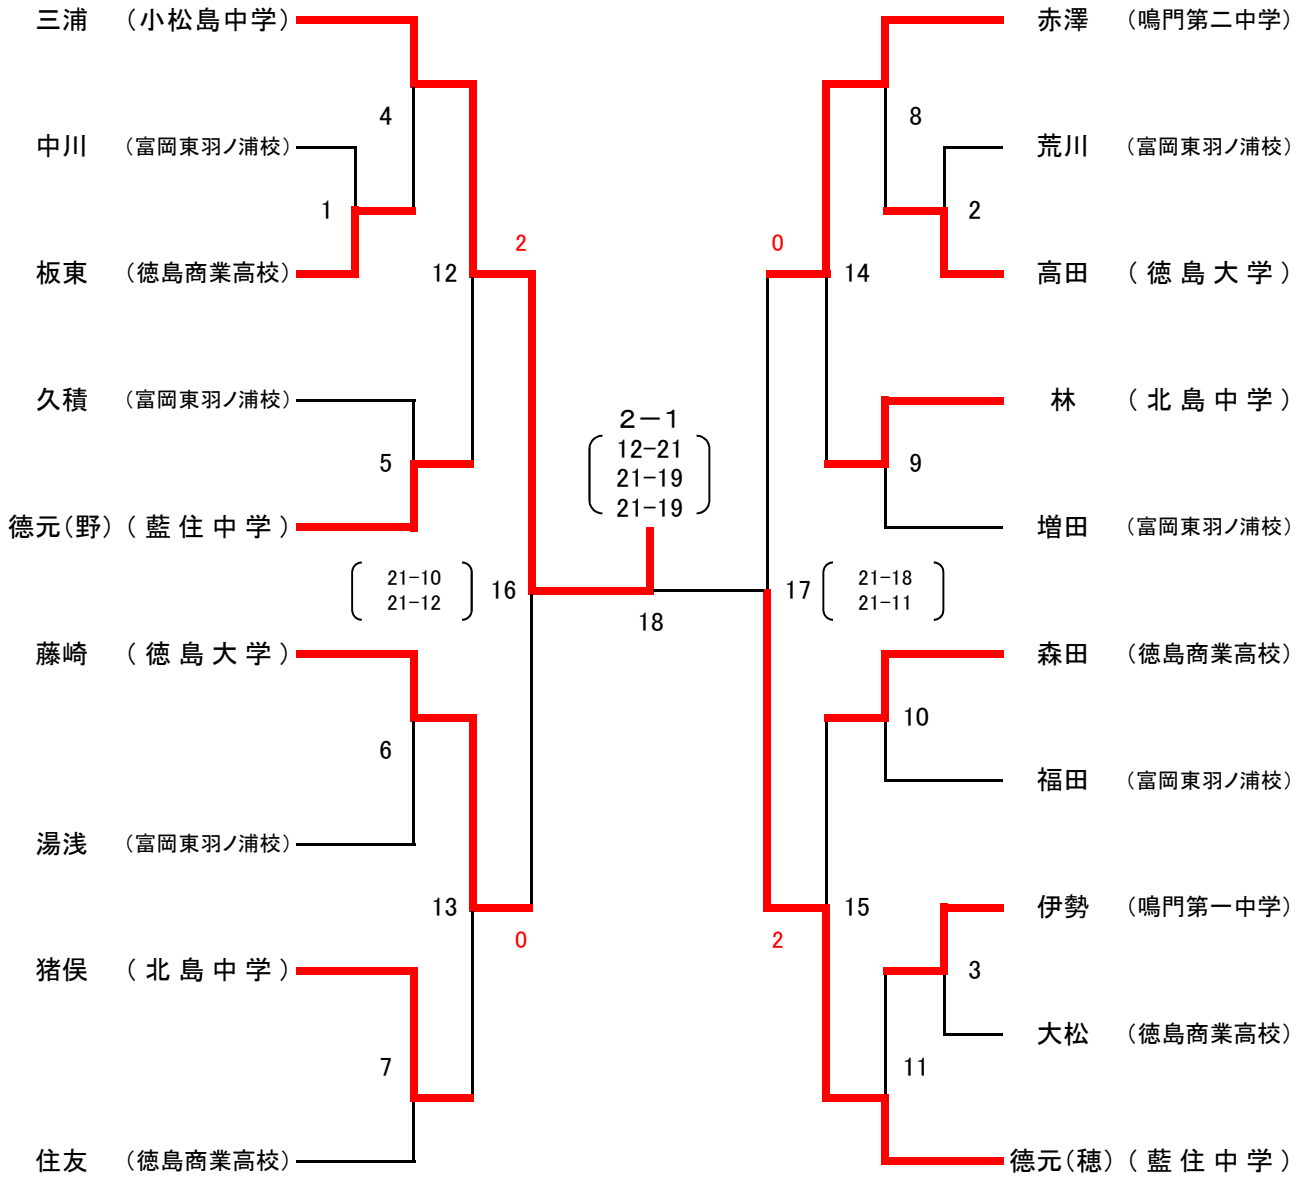 三浦 （小松島中学）
4
中川 （富岡東羽ノ浦校）
1
板東 （徳島商業高校）
12
2
久積 （富岡東羽ノ浦校）
5
徳元（野）（ 藍 住 中 学 ）
21-10
21-12
16
藤崎 （ 徳 島 大 学 ）
6
湯浅 （富岡東羽ノ浦校）
13
0
猪俣 （ 北 島 中 学 ）
7
住友 （徳島商業高校）
2－1
12-21
21-19
21-19
18
赤澤 （鳴門第二中学）
8
荒川 （富岡東羽ノ浦校）
2
高田 （ 徳 島 大 学 ）
0
14
林 （ 北 島 中 学 ）
9
増田 （富岡東羽ノ浦校）
17
21-18
21-11
森田 （徳島商業高校）
10
福田 （富岡東羽ノ浦校）
15
2
伊勢 （鳴門第一中学）
3
大松 （徳島商業高校）
11
徳元（穂）（ 藍 住 中 学 ）